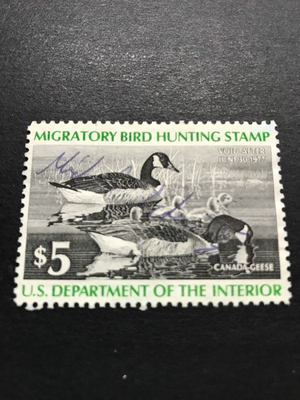 MIGRATORY BIRD HUNTING STAMP
VOID AFTER
JUNE 30, 1977
$5
CANADA GEESE
U.S. DEPARTMENT OF THE INTERIOR